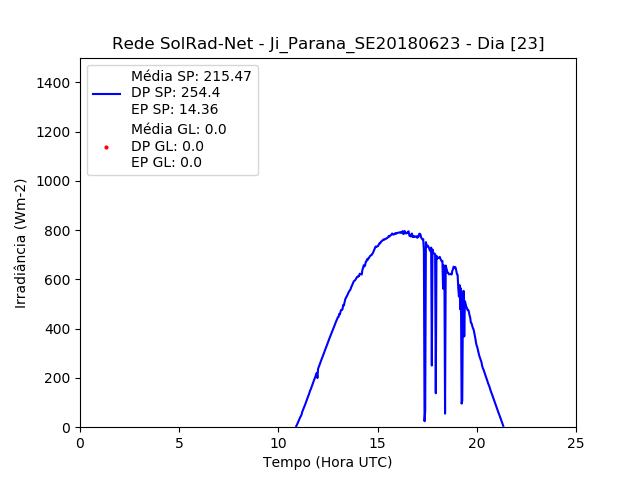 Rede SolRad-Net - Ji_Parana_SE20180623 - Dia [23]
Média SP: 215.47
DP SP: 254.4
EP SP: 14.36
Média GL: 0.0
DP GL: 0.0
EP GL: 0.0
Irradiância (Wm-2)
1400
1200
1000
800
600
400
200
0
0 5 10 15 20 25
Tempo (Hora UTC)